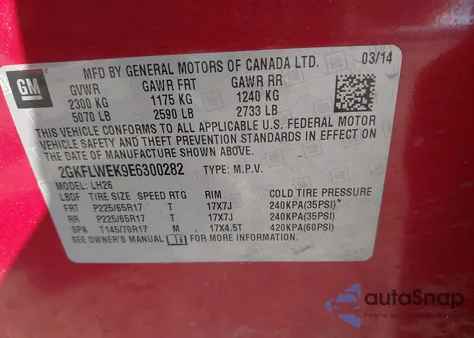 GM
MFD BY GENERAL MOTORS OF CANADA LTD. 03/14
GVWR GAWR FRT GAWR RR
2300 KG 1175 KG 1240 KG
5070 LB 2590 LB 2733 LB
THIS VEHICLE CONFORMS TO ALL APPLICABLE U.S. FEDERAL MOTOR
VEHICLE SAFETY AND THEFT PREVENTION STANDARDS IN EFFECT
ON THE DATE OF MANUFACTURE SHOWN ABOVE.
2GKFLWEK9E6300282 TYPE: M.P.V.
MODEL: LH26
LBDF TIRE SIZE SPEED RTG RIM COLD TIRE PRESSURE
FRT P225/65R17 T 17X7J 240KPA(35PSI)
RR P225/65R17 T 17X7J 240KPA(35PSI)
SPA T145/70R17 M 17X4.5T 420KPA(60PSI)
SEE OWNER'S MANUAL FOR MORE INFORMATION.
autoSnap